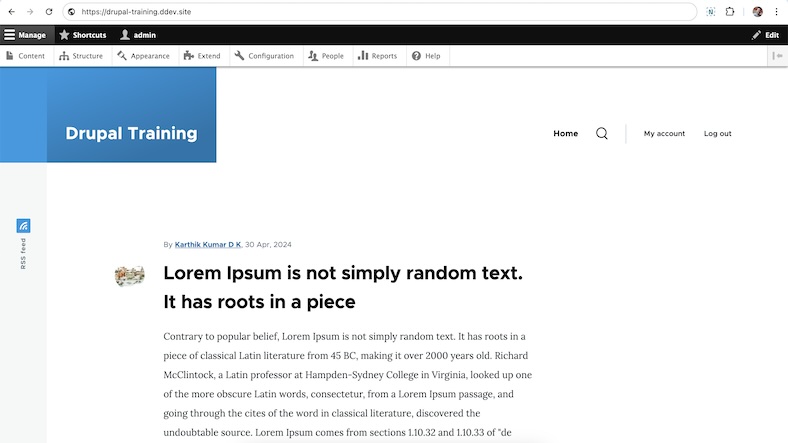 https://drupal-training.ddev.site
Manage Shortcuts admin Edit
Content Structure Appearance Extend Configuration People Reports Help
Drupal Training
Home My account Log out
RSS feed
By Karthik Kumar D K, 30 Apr, 2024
Lorem Ipsum is not simply random text.
It has roots in a piece
Contrary to popular belief, Lorem Ipsum is not simply random text. It has roots in a
piece of classical Latin literature from 45 BC, making it over 2000 years old. Richard
McClintock, a Latin professor at Hampden-Sydney College in Virginia, looked up one
of the more obscure Latin words, consectetur, from a Lorem Ipsum passage, and
going through the cites of the word in classical literature, discovered the
undoubtable source. Lorem Ipsum comes from sections 1.10.32 and 1.10.33 of "de